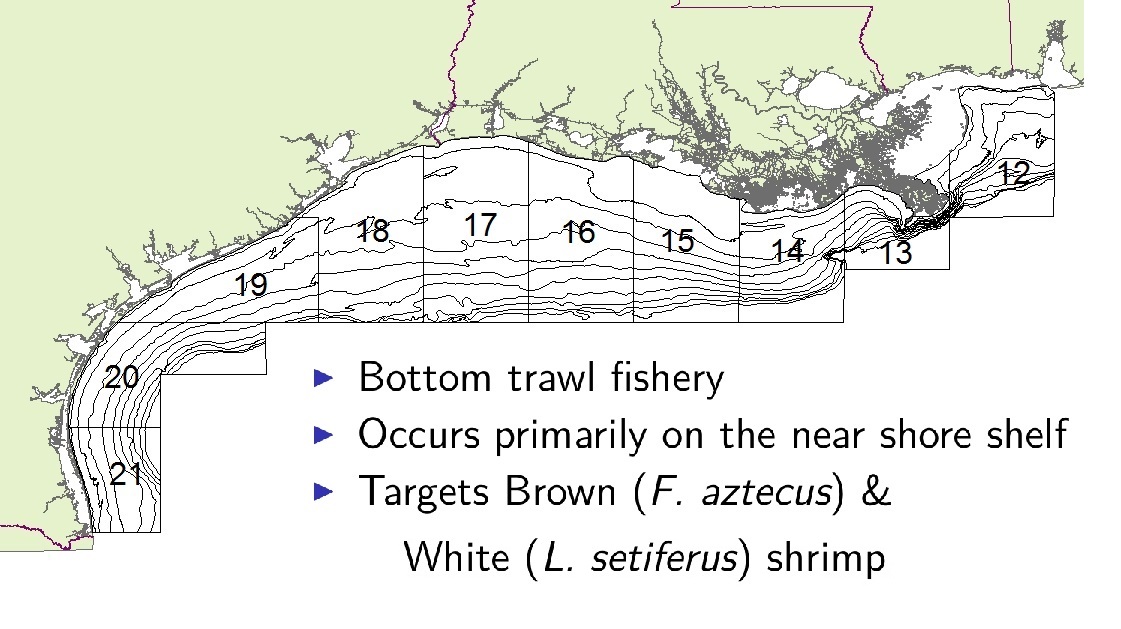 12
13
14
15
16
17
18
19
20
21
▶ Bottom trawl fishery
▶ Occurs primarily on the near shore shelf
▶ Targets Brown (F. aztecus) &
White (L. setiferus) shrimp